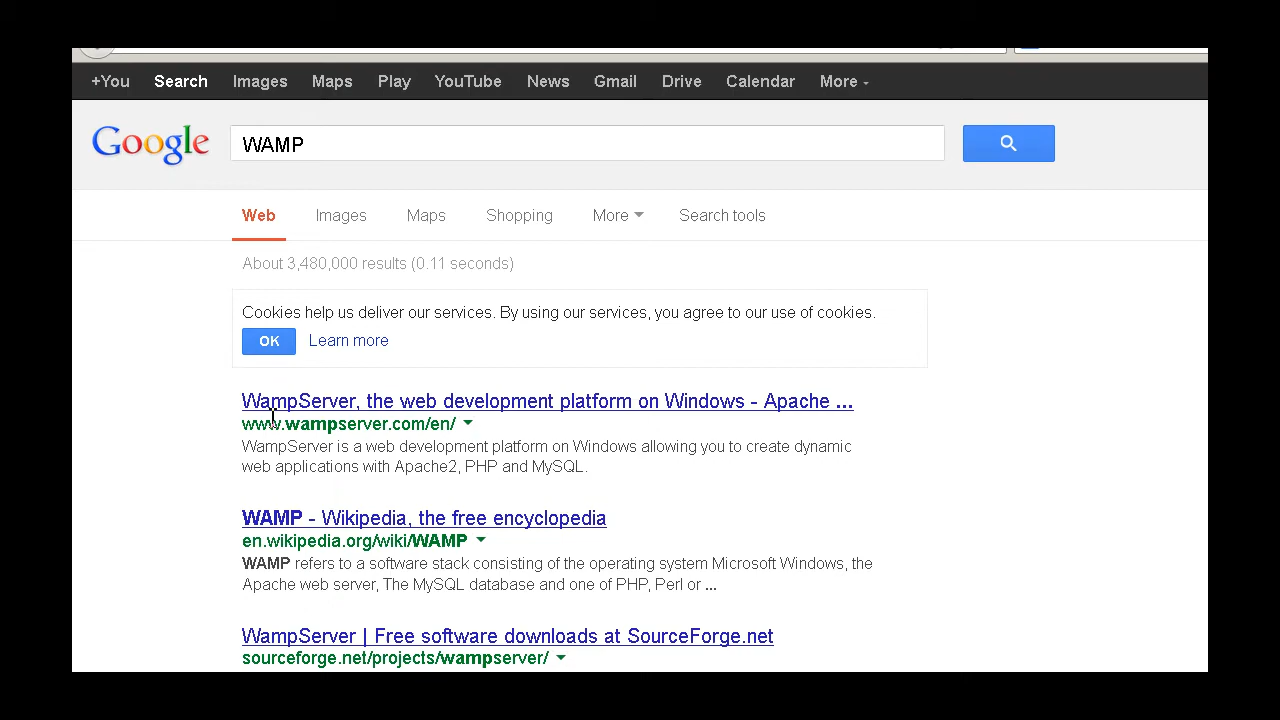 +You Search Images Maps Play YouTube News Gmail Drive Calendar More
Google WAMP
Web Images Maps Shopping More Search tools
About 3,480,000 results (0.11 seconds)
Cookies help us deliver our services. By using our services, you agree to our use of cookies.
OK Learn more
WampServer, the web development platform on Windows - Apache ...
www.wampserver.com/en/
WampServer is a web development platform on Windows allowing you to create dynamic
web applications with Apache2, PHP and MySQL.
WAMP - Wikipedia, the free encyclopedia
en.wikipedia.org/wiki/WAMP
WAMP refers to a software stack consisting of the operating system Microsoft Windows, the
Apache web server, The MySQL database and one of PHP, Perl or ...
WampServer | Free software downloads at SourceForge.net
sourceforge.net/projects/wampserver/